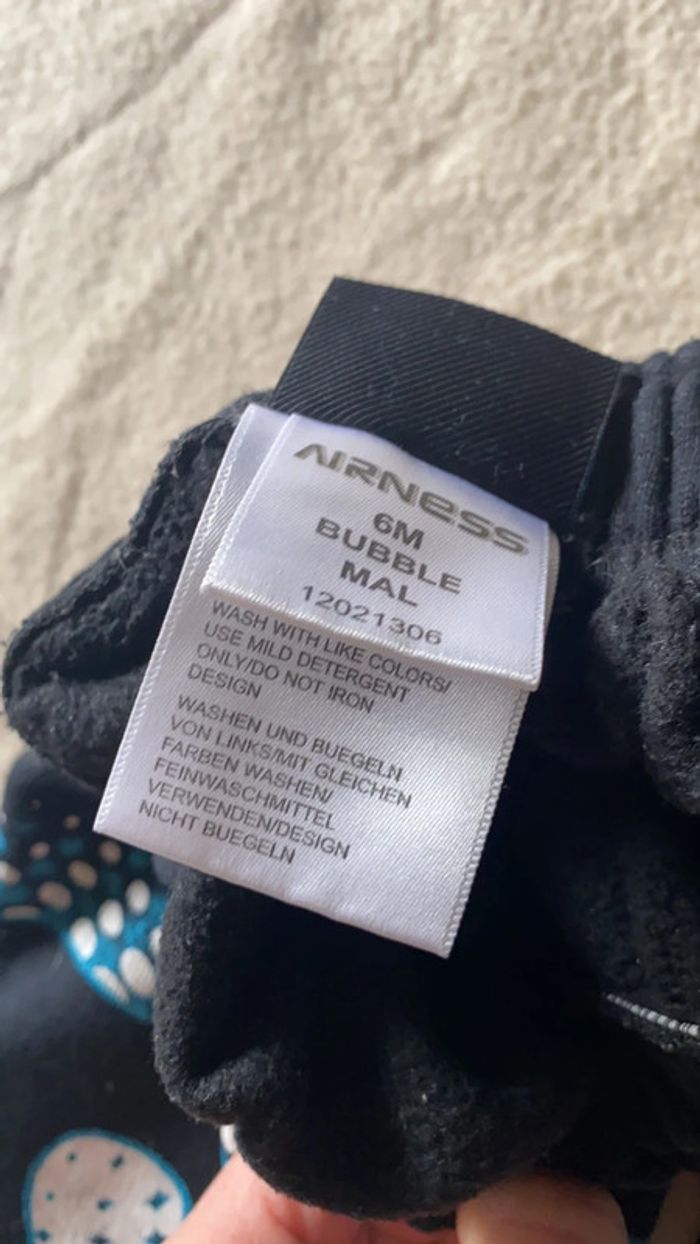 AIRNESS
6M
BUBBLE
MAL
12021306
WASH WITH LIKE COLORS/
USE MILD DETERGENT
ONLY/DO NOT IRON
DESIGN
WASHEN UND BUEGELN
VON LINKS/MIT GLEICHEN
FARBEN WASHEN/
FEINWASCHMITTEL
VERWENDEN/DESIGN
NICHT BUEGELN